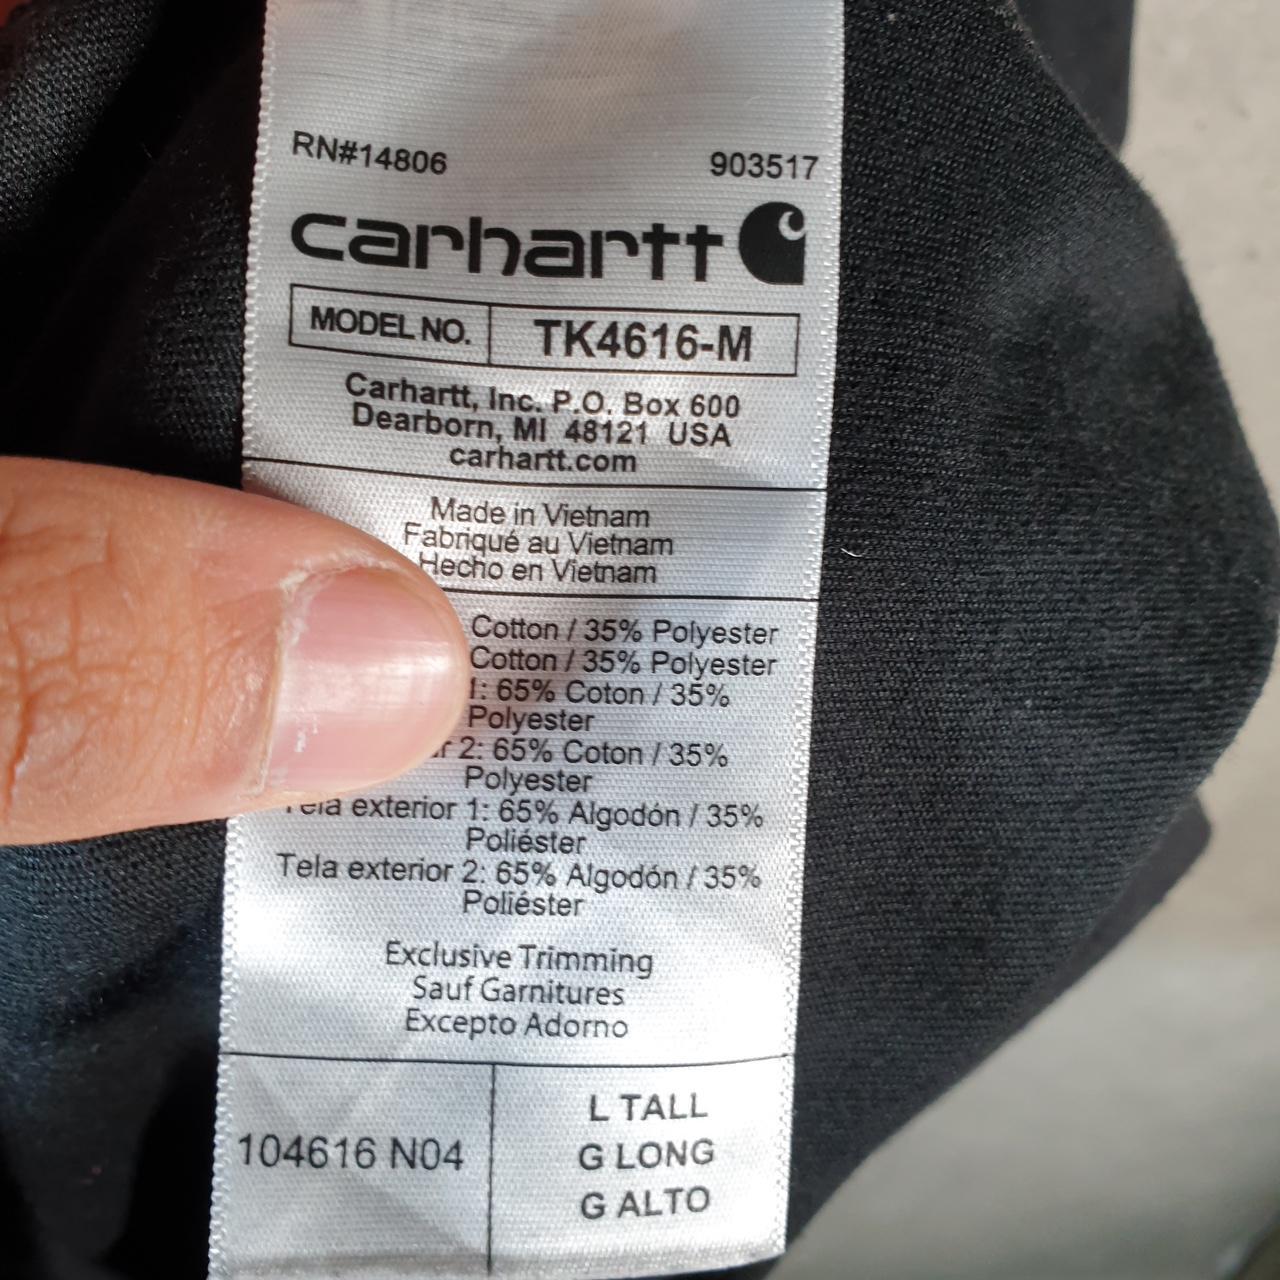 RN#14806 903517
carhartt
MODEL NO. TK4616-M
Carhartt, Inc. P.O. Box 600
Dearborn, MI 48121 USA
carhartt.com
Made in Vietnam
Fabriqué au Vietnam
Hecho en Vietnam
Cotton / 35% Polyester
Cotton / 35% Polyester
1: 65% Coton / 35%
Polyester
2: 65% Coton / 35%
Polyester
Tela exterior 1: 65% Algodón / 35%
Poliéster
Tela exterior 2: 65% Algodón / 35%
Poliéster
Exclusive Trimming
Sauf Garnitures
Excepto Adorno
104616 N04
L TALL
G LONG
G ALTO